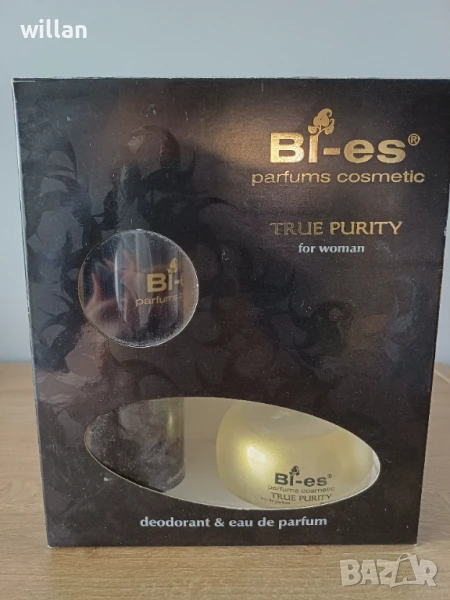 willan
Bi-es®
parfums cosmetic
TRUE PURITY
for woman
Bi-
parfums
Bi-es
parfums cosmetic
TRUE PURITY
deodorant & eau de parfum
BAZAR